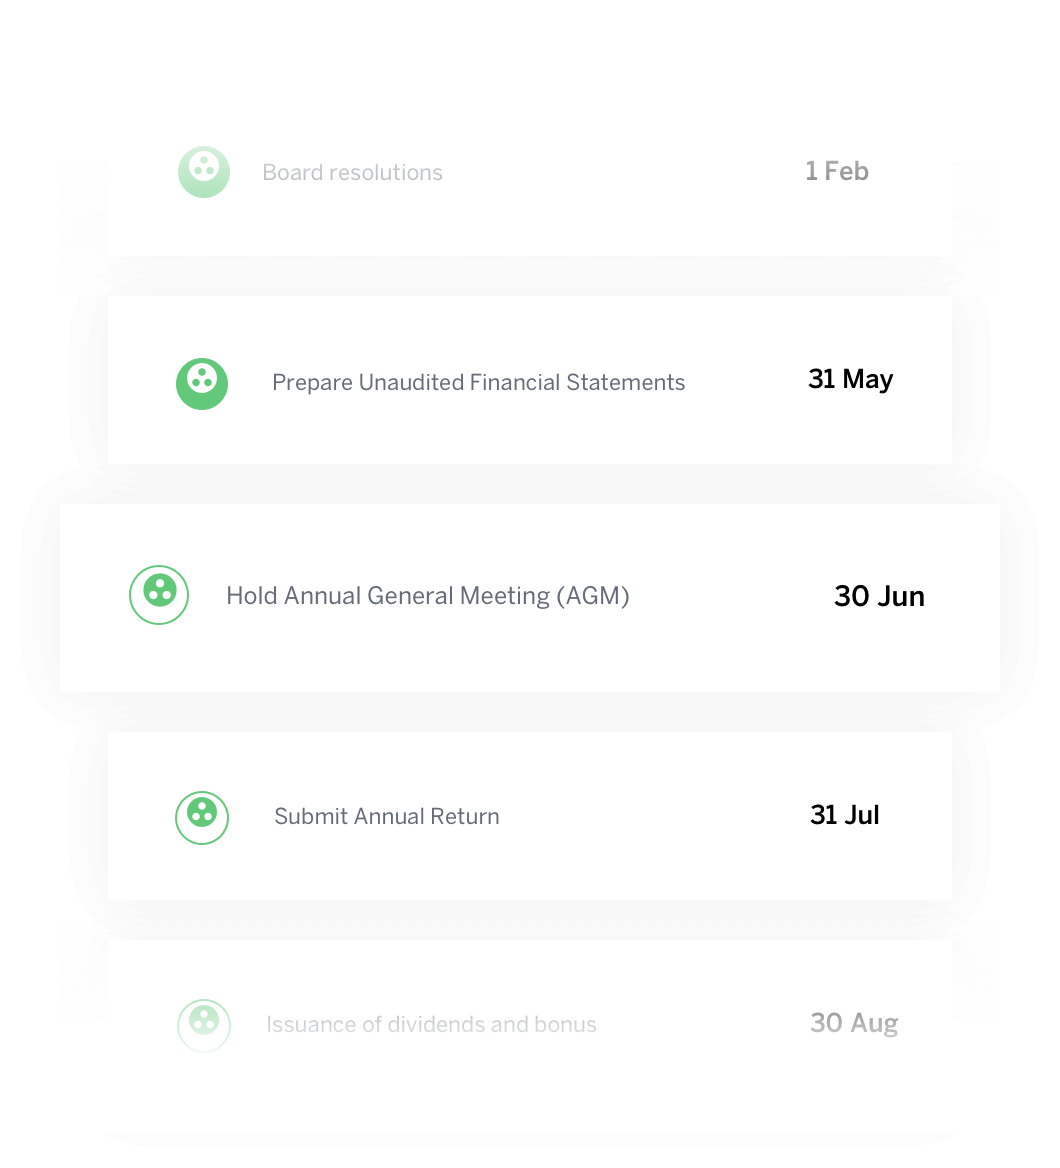 Board resolutions 1 Feb
Prepare Unaudited Financial Statements 31 May
Hold Annual General Meeting (AGM) 30 Jun
Submit Annual Return 31 Jul
Issuance of dividends and bonus 30 Aug